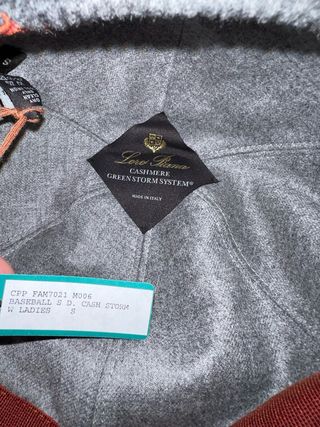 S
Loro Piana
CASHMERE
GREEN STORM SYSTEM®
MADE IN ITALY
CPP FAM7021 M006
BASEBALL S D. CASH STORM
W LADIES S